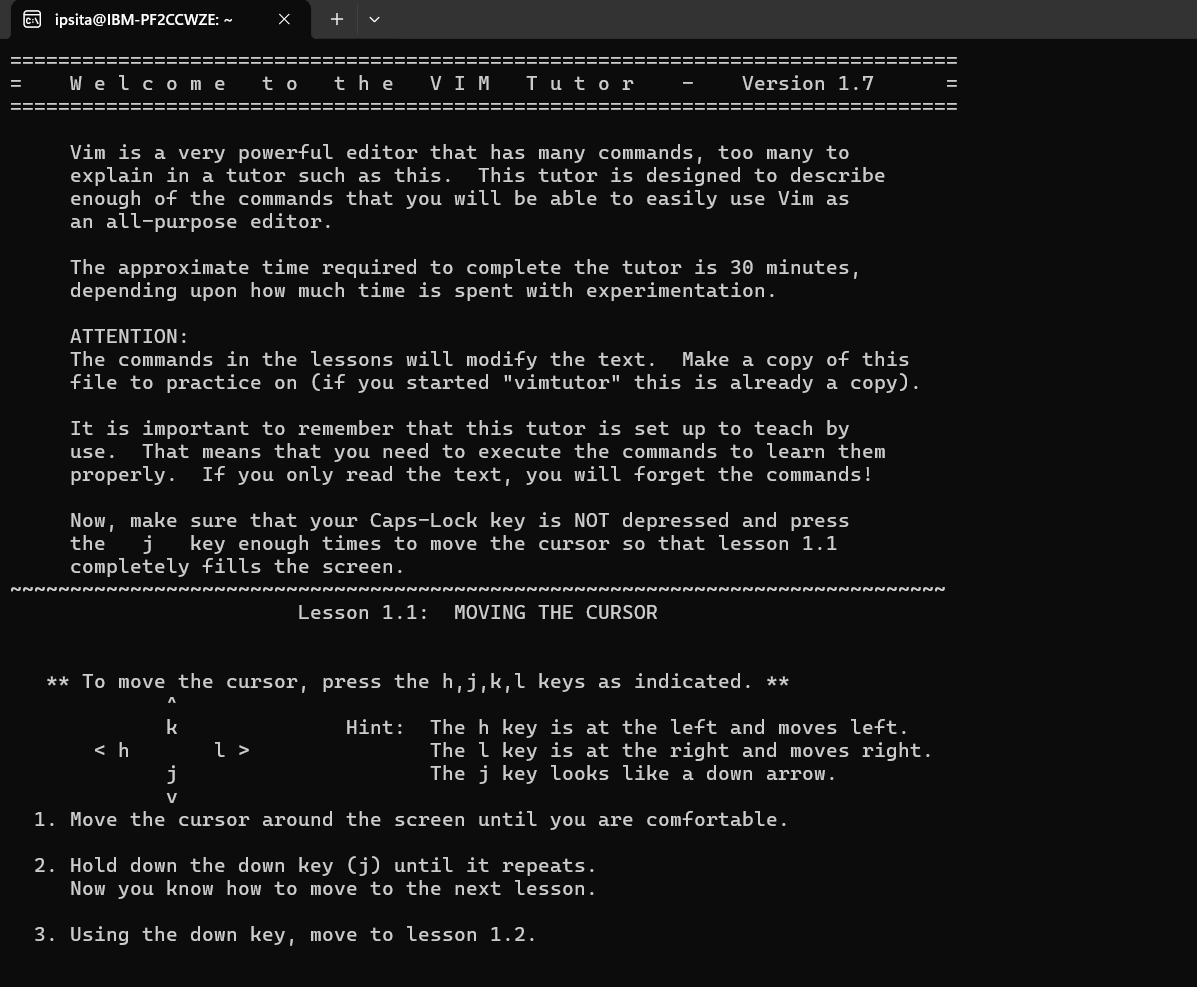 ipsita@IBM-PF2CCWZE: ~
===============================================================================
=    W e l c o m e   t o   t h e   V I M   T u t o r    -    Version 1.7      =
===============================================================================

     Vim is a very powerful editor that has many commands, too many to
     explain in a tutor such as this.  This tutor is designed to describe
     enough of the commands that you will be able to easily use Vim as
     an all-purpose editor.

     The approximate time required to complete the tutor is 30 minutes,
     depending upon how much time is spent with experimentation.

     ATTENTION:
     The commands in the lessons will modify the text.  Make a copy of this
     file to practice on (if you started "vimtutor" this is already a copy).

     It is important to remember that this tutor is set up to teach by
     use.  That means that you need to execute the commands to learn them
     properly.  If you only read the text, you will forget the commands!

     Now, make sure that your Caps-Lock key is NOT depressed and press
     the   j   key enough times to move the cursor so that lesson 1.1
     completely fills the screen.
~~~~~~~~~~~~~~~~~~~~~~~~~~~~~~~~~~~~~~~~~~~~~~~~~~~~~~~~~~~~~~~~~~~~~~~~~~~~~~
                        Lesson 1.1:  MOVING THE CURSOR


   ** To move the cursor, press the h,j,k,l keys as indicated. **
             ^
             k              Hint:  The h key is at the left and moves left.
       < h       l >               The l key is at the right and moves right.
             j                     The j key looks like a down arrow.
             v
  1. Move the cursor around the screen until you are comfortable.

  2. Hold down the down key (j) until it repeats.
     Now you know how to move to the next lesson.

  3. Using the down key, move to lesson 1.2.